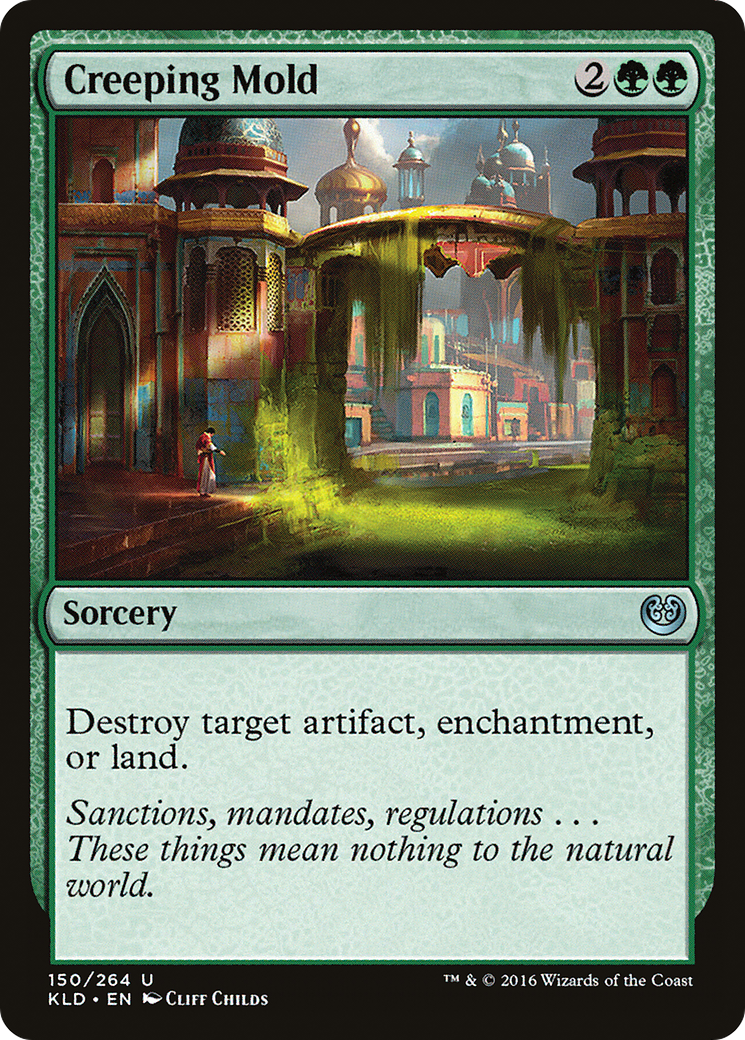 Creeping Mold 2
Sorcery
Destroy target artifact, enchantment,
or land.
Sanctions, mandates, regulations . . .
These things mean nothing to the natural
world.
150/264 U
™ & © 2016 Wizards of the Coast
KLD • EN Cliff Childs